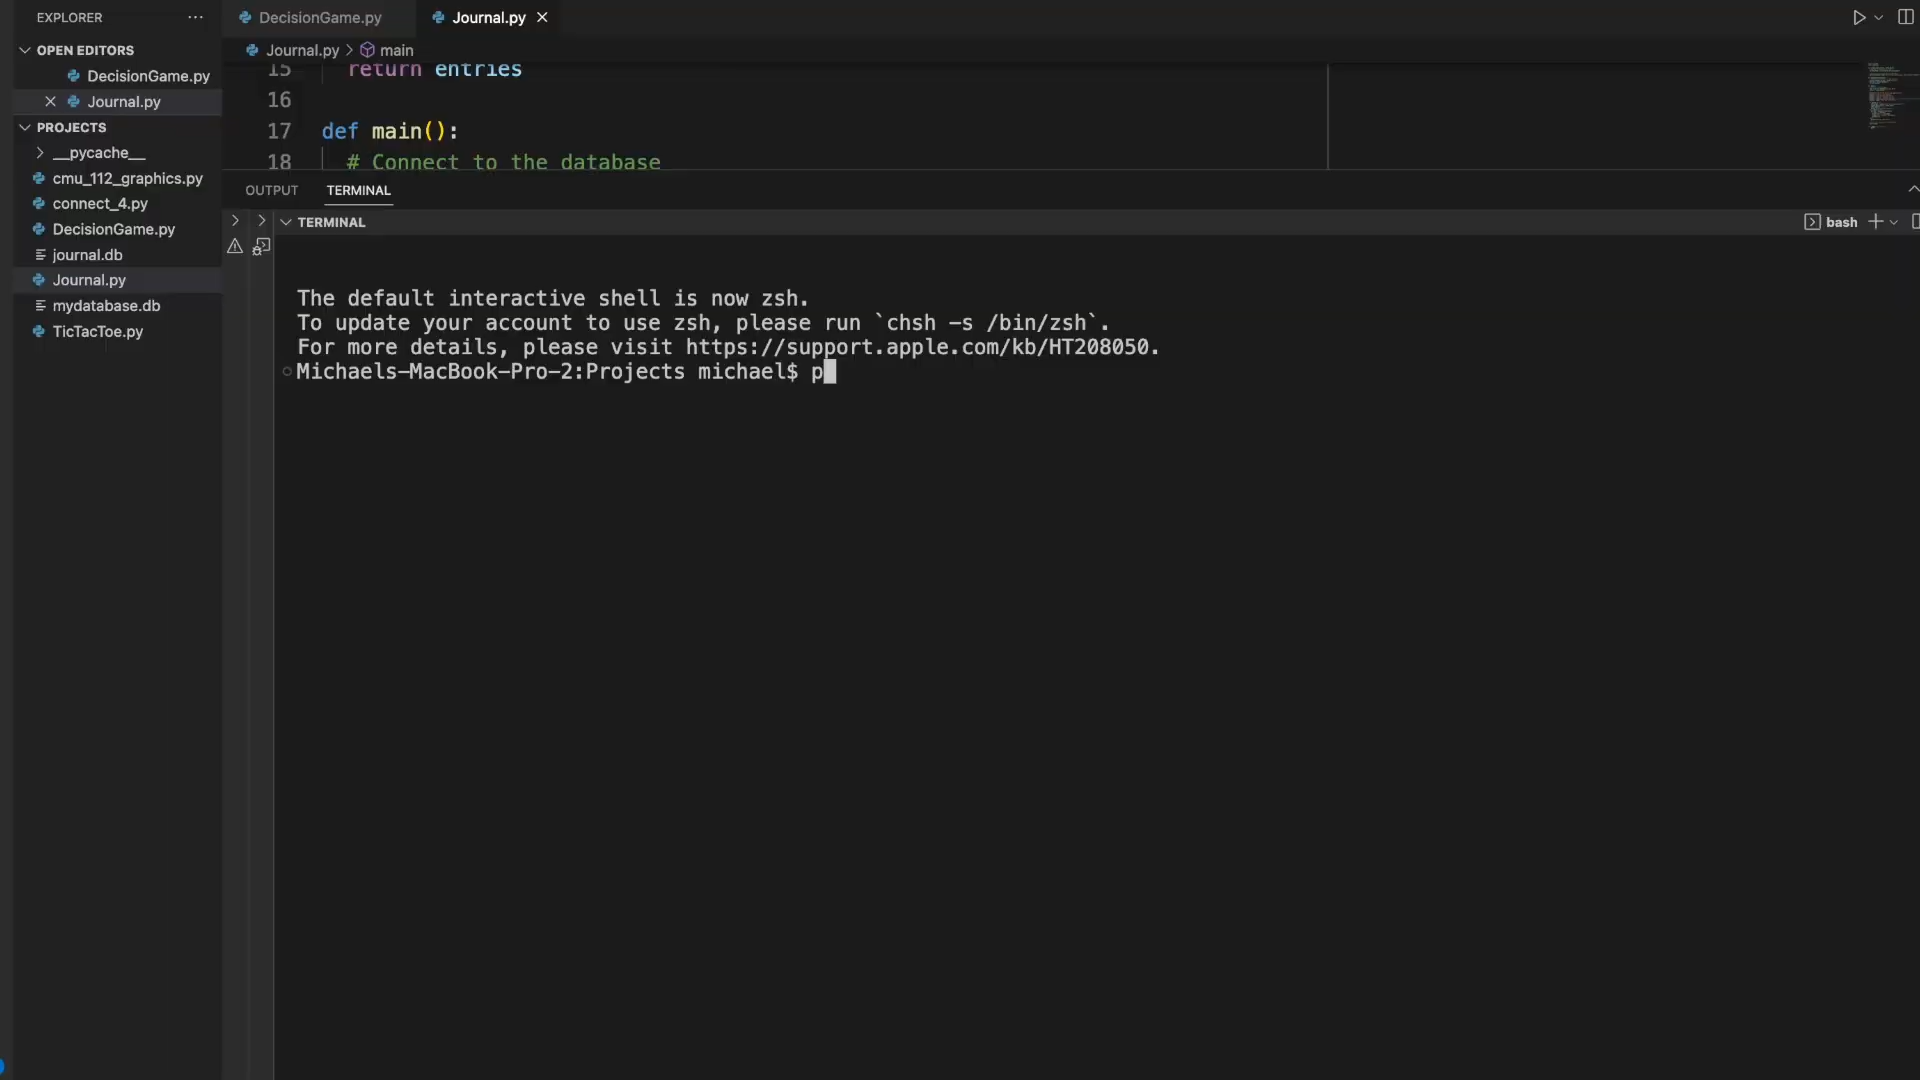 EXPLORER
OPEN EDITORS
DecisionGame.py
Journal.py
PROJECTS
__pycache__
cmu_112_graphics.py
connect_4.py
DecisionGame.py
journal.db
Journal.py
mydatabase.db
TicTacToe.py
DecisionGame.py
Journal.py
Journal.py > main
15 return entries
16
17 def main():
18 # Connect to the database
OUTPUT TERMINAL
TERMINAL
bash
The default interactive shell is now zsh.
To update your account to use zsh, please run `chsh -s /bin/zsh`.
For more details, please visit https://support.apple.com/kb/HT208050.
Michaels-MacBook-Pro-2:Projects michael$ p